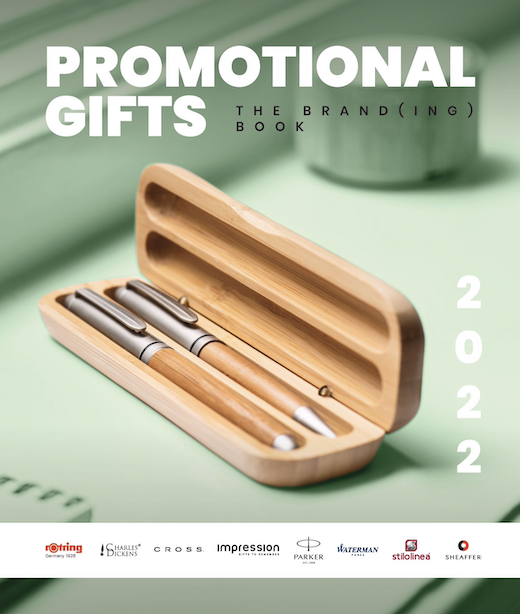 PROMOTIONAL
GIFTS
THE BRAND(ING)
BOOK
2
0
2
2
rotring
Germany 1928
CHARLES®
DICKENS
CROSS
impression
GIFTS TO REMEMBER
PARKER
WATERMAN
PARIS
stilolinea
SHEAFFER